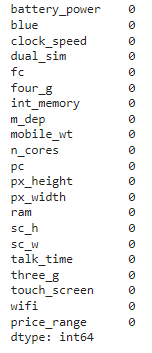 battery_power 0
blue 0
clock_speed 0
dual_sim 0
fc 0
four_g 0
int_memory 0
m_dep 0
mobile_wt 0
n_cores 0
pc 0
px_height 0
px_width 0
ram 0
sc_h 0
sc_w 0
talk_time 0
three_g 0
touch_screen 0
wifi 0
price_range 0
dtype: int64